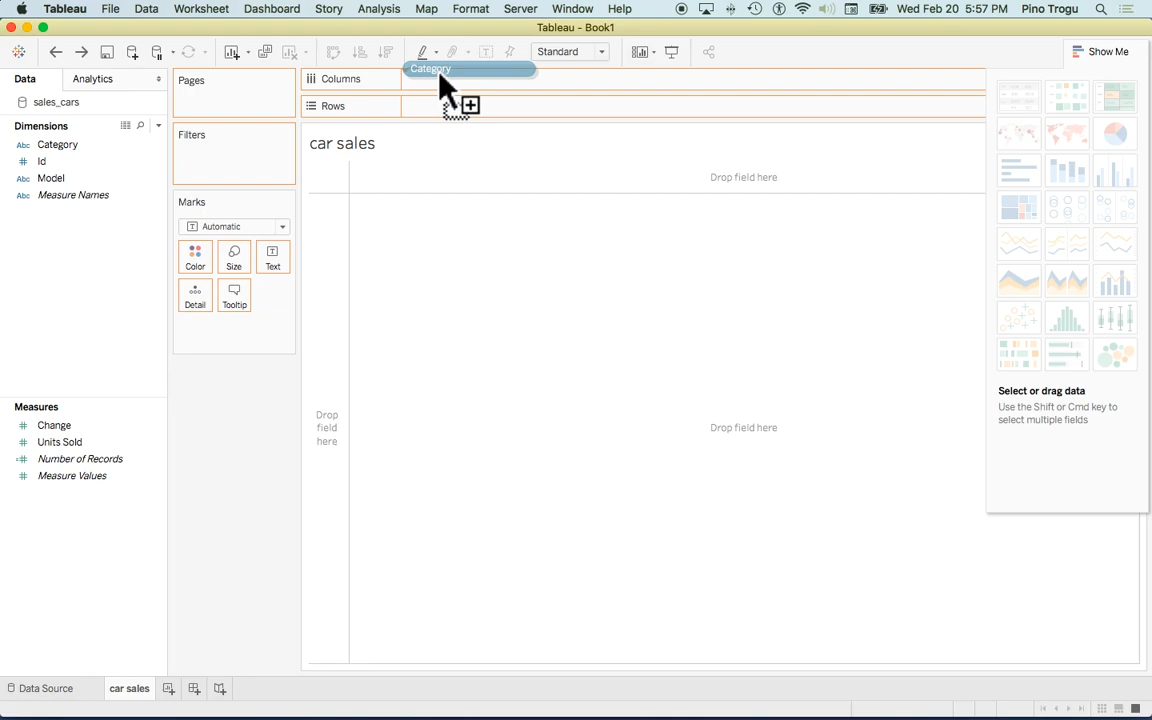 Tableau File Data Worksheet Dashboard Story Analysis Map Format Server Window Help Wed Feb 20 5:57 PM Pino Trogu
Tableau - Book1
Standard
Show Me
Data Analytics
sales_cars
Dimensions
Abc Category
# Id
Abc Model
Abc Measure Names
Measures
# Change
# Units Sold
=# Number of Records
# Measure Values
Pages
Filters
Marks
T Automatic
Color Size Text
Detail Tooltip
Category
Columns
Rows
car sales
Drop field here
Drop
field
here
Drop field here
Select or drag data
Use the Shift or Cmd key to
select multiple fields
Data Source car sales